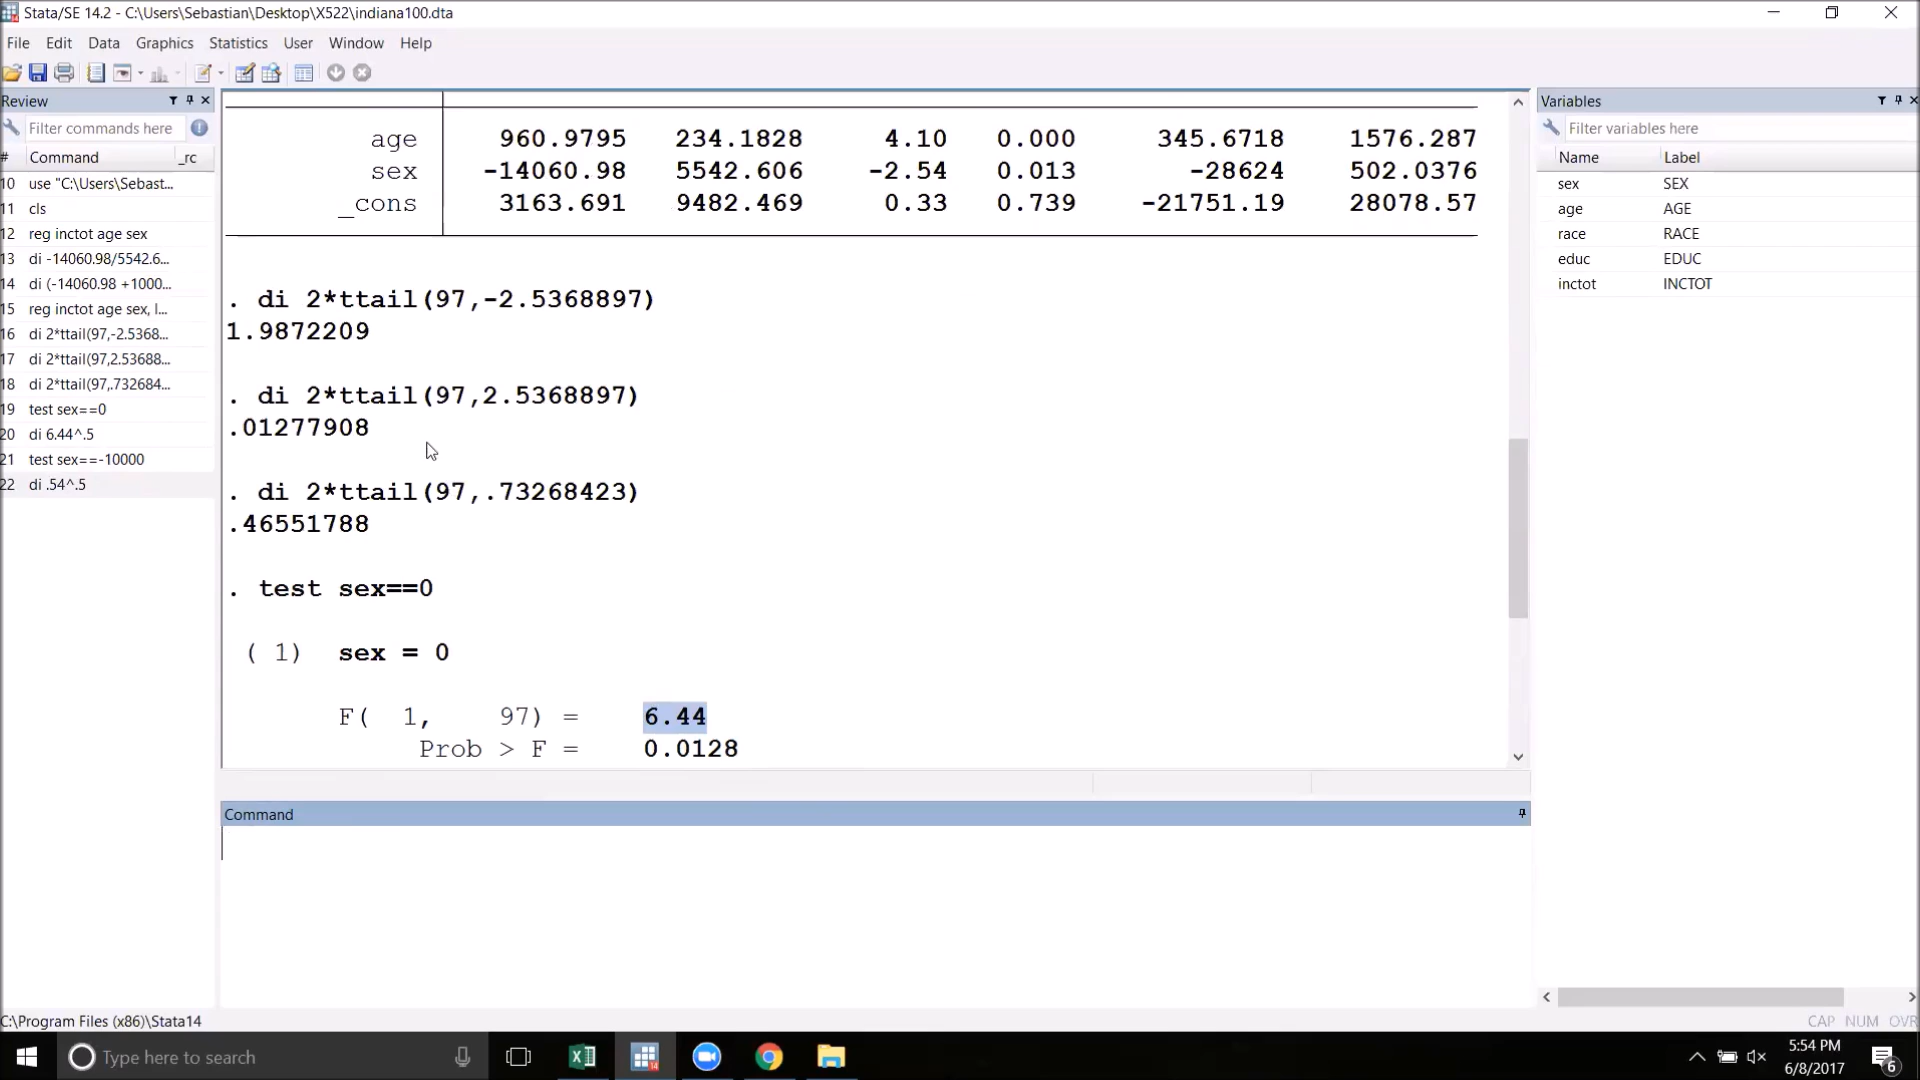 Stata/SE 14.2 - C:\Users\Sebastian\Desktop\X522\indiana100.dta
File Edit Data Graphics Statistics User Window Help
Review
Filter commands here
# Command _rc
10 use "C:\Users\Sebast...
11 cls
12 reg inctot age sex
13 di -14060.98/5542.6...
14 di (-14060.98 +1000...
15 reg inctot age sex, l...
16 di 2*ttail(97,-2.5368...
17 di 2*ttail(97,2.53688...
18 di 2*ttail(97,.732684...
19 test sex==0
20 di 6.44^.5
21 test sex==-10000
22 di .54^.5
age 960.9795 234.1828 4.10 0.000 345.6718 1576.287
sex -14060.98 5542.606 -2.54 0.013 -28624 502.0376
_cons 3163.691 9482.469 0.33 0.739 -21751.19 28078.57
. di 2*ttail(97,-2.5368897)
1.9872209
. di 2*ttail(97,2.5368897)
.01277908
. di 2*ttail(97,.73268423)
.46551788
. test sex==0
( 1) sex = 0
F( 1, 97) = 6.44
Prob > F = 0.0128
Command
Variables
Filter variables here
Name Label
sex SEX
age AGE
race RACE
educ EDUC
inctot INCTOT
C:\Program Files (x86)\Stata14
CAP NUM OVR
Type here to search
14
5:54 PM
6/8/2017
6